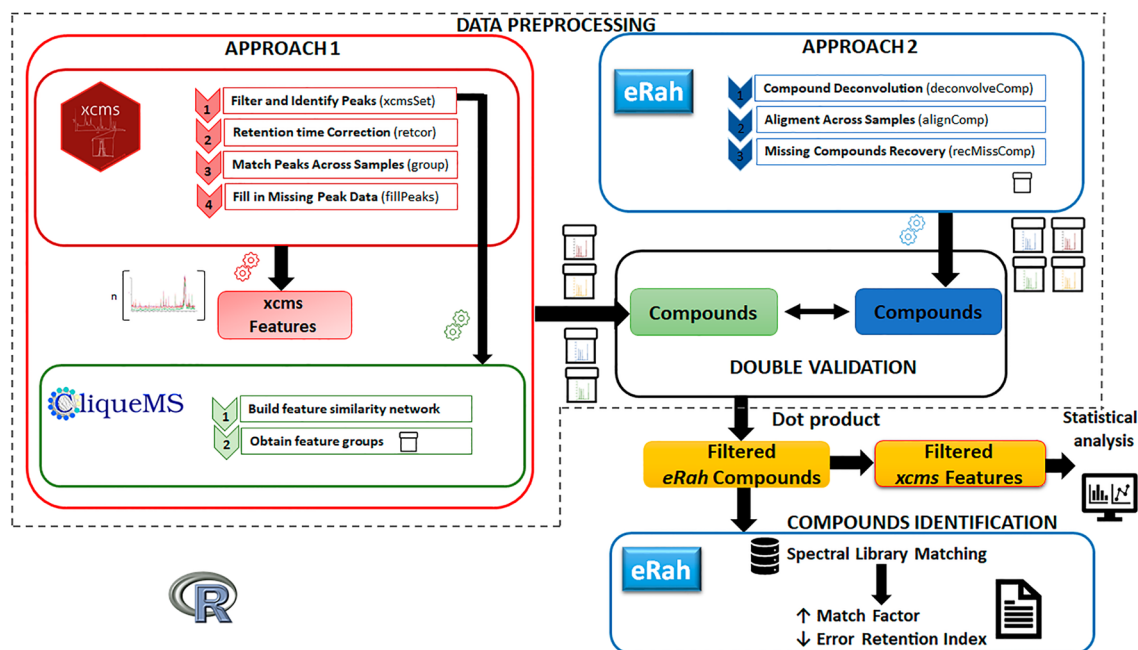 DATA PREPROCESSING
APPROACH 1
xcms
1 Filter and Identify Peaks (xcmsSet)
2 Retention time Correction (retcor)
3 Match Peaks Across Samples (group)
4 Fill in Missing Peak Data (fillPeaks)
n
xcms
Features
CliqueMS
1 Build feature similarity network
2 Obtain feature groups
APPROACH 2
eRah
1 Compound Deconvolution (deconvolveComp)
2 Aligment Across Samples (alignComp)
3 Missing Compounds Recovery (recMissComp)
Compounds
Compounds
DOUBLE VALIDATION
Dot product
Filtered
eRah Compounds
Filtered
xcms Features
Statistical
analysis
COMPOUNDS IDENTIFICATION
eRah
Spectral Library Matching
↑ Match Factor
↓ Error Retention Index
R